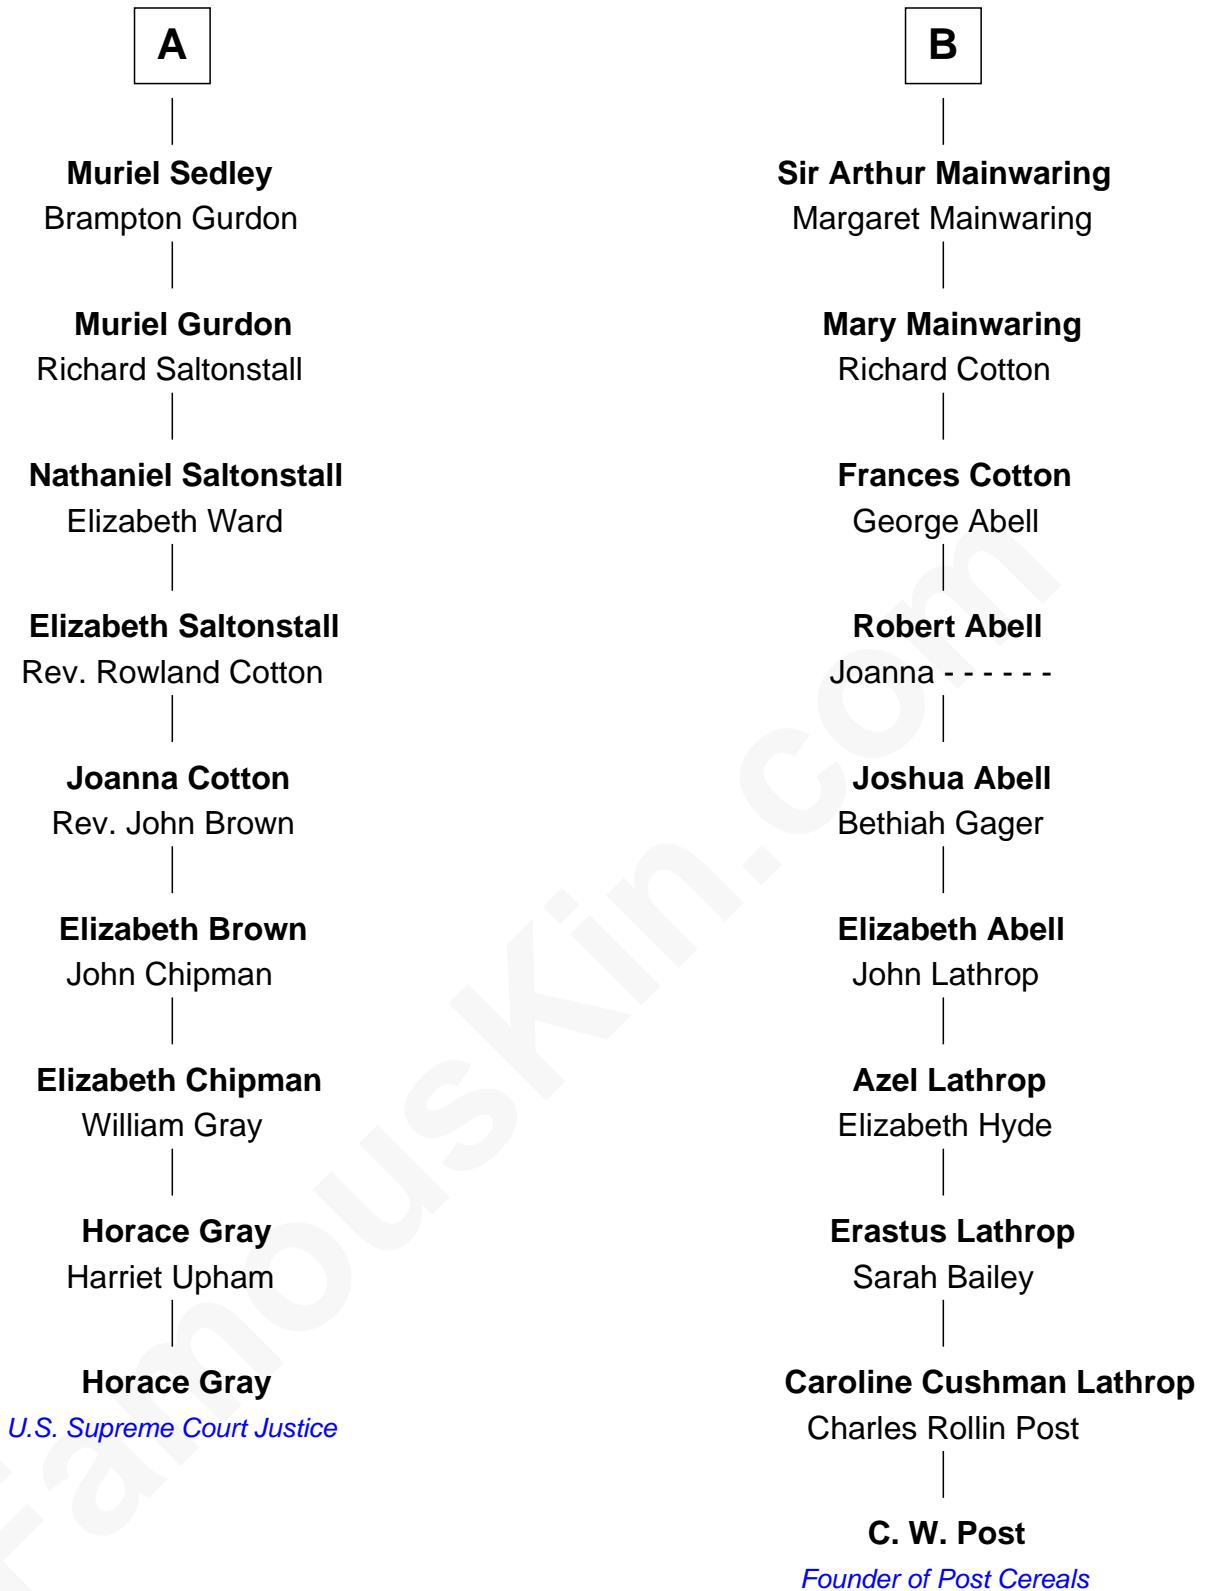 A
Muriel Sedley
Brampton Gurdon
Muriel Gurdon
Richard Saltonstall
Nathaniel Saltonstall
Elizabeth Ward
Elizabeth Saltonstall
Rev. Rowland Cotton
Joanna Cotton
Rev. John Brown
Elizabeth Brown
John Chipman
Elizabeth Chipman
William Gray
Horace Gray
Harriet Upham
Horace Gray
U.S. Supreme Court Justice
B
Sir Arthur Mainwaring
Margaret Mainwaring
Mary Mainwaring
Richard Cotton
Frances Cotton
George Abell
Robert Abell
Joanna - - - - - -
Joshua Abell
Bethiah Gager
Elizabeth Abell
John Lathrop
Azel Lathrop
Elizabeth Hyde
Erastus Lathrop
Sarah Bailey
Caroline Cushman Lathrop
Charles Rollin Post
C. W. Post
Founder of Post Cereals
FamousKin.com